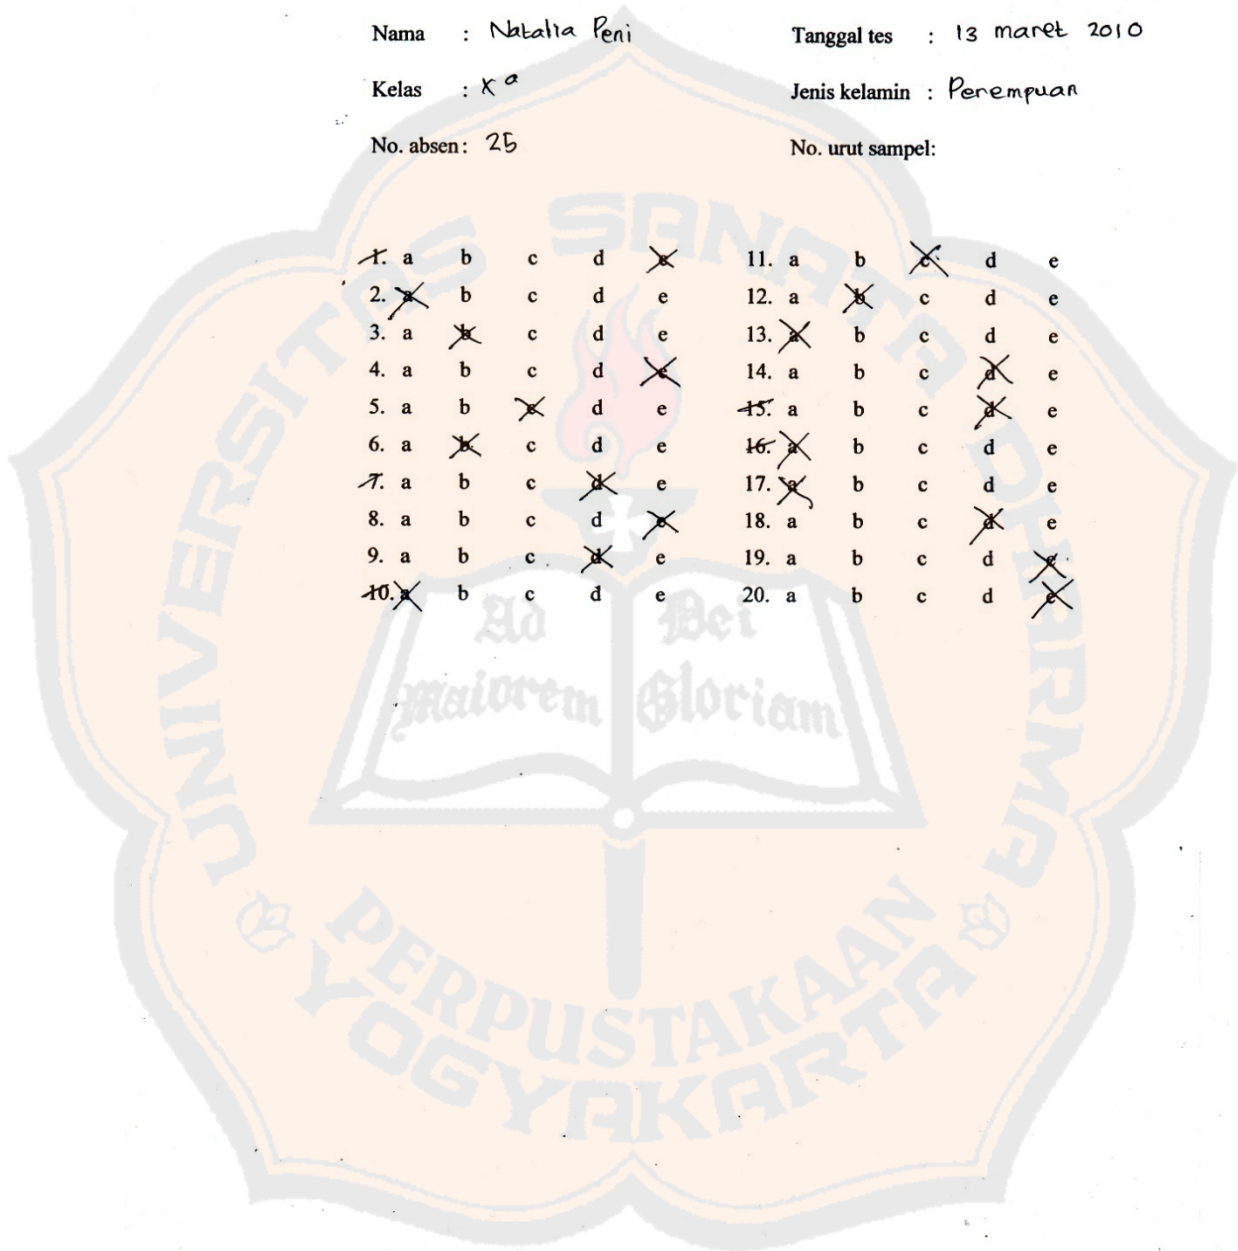 Nama : Natalia Peni Tanggal tes : 13 maret 2010
Kelas : X a Jenis kelamin : Perempuan
No. absen: 25 No. urut sampel:
1. a b c d e 11. a b c d e
2. a b c d e 12. a b c d e
3. a b c d e 13. a b c d e
4. a b c d e 14. a b c d e
5. a b c d e 15. a b c d e
6. a b c d e 16. a b c d e
7. a b c d e 17. a b c d e
8. a b c d e 18. a b c d e
9. a b c d e 19. a b c d e
10. a b c d e 20. a b c d e
UNIVERSITAS SANATA DHARMA
Ad Dei
Maiorem Gloriam
PERPUSTAKAAN
YOGYAKARTA